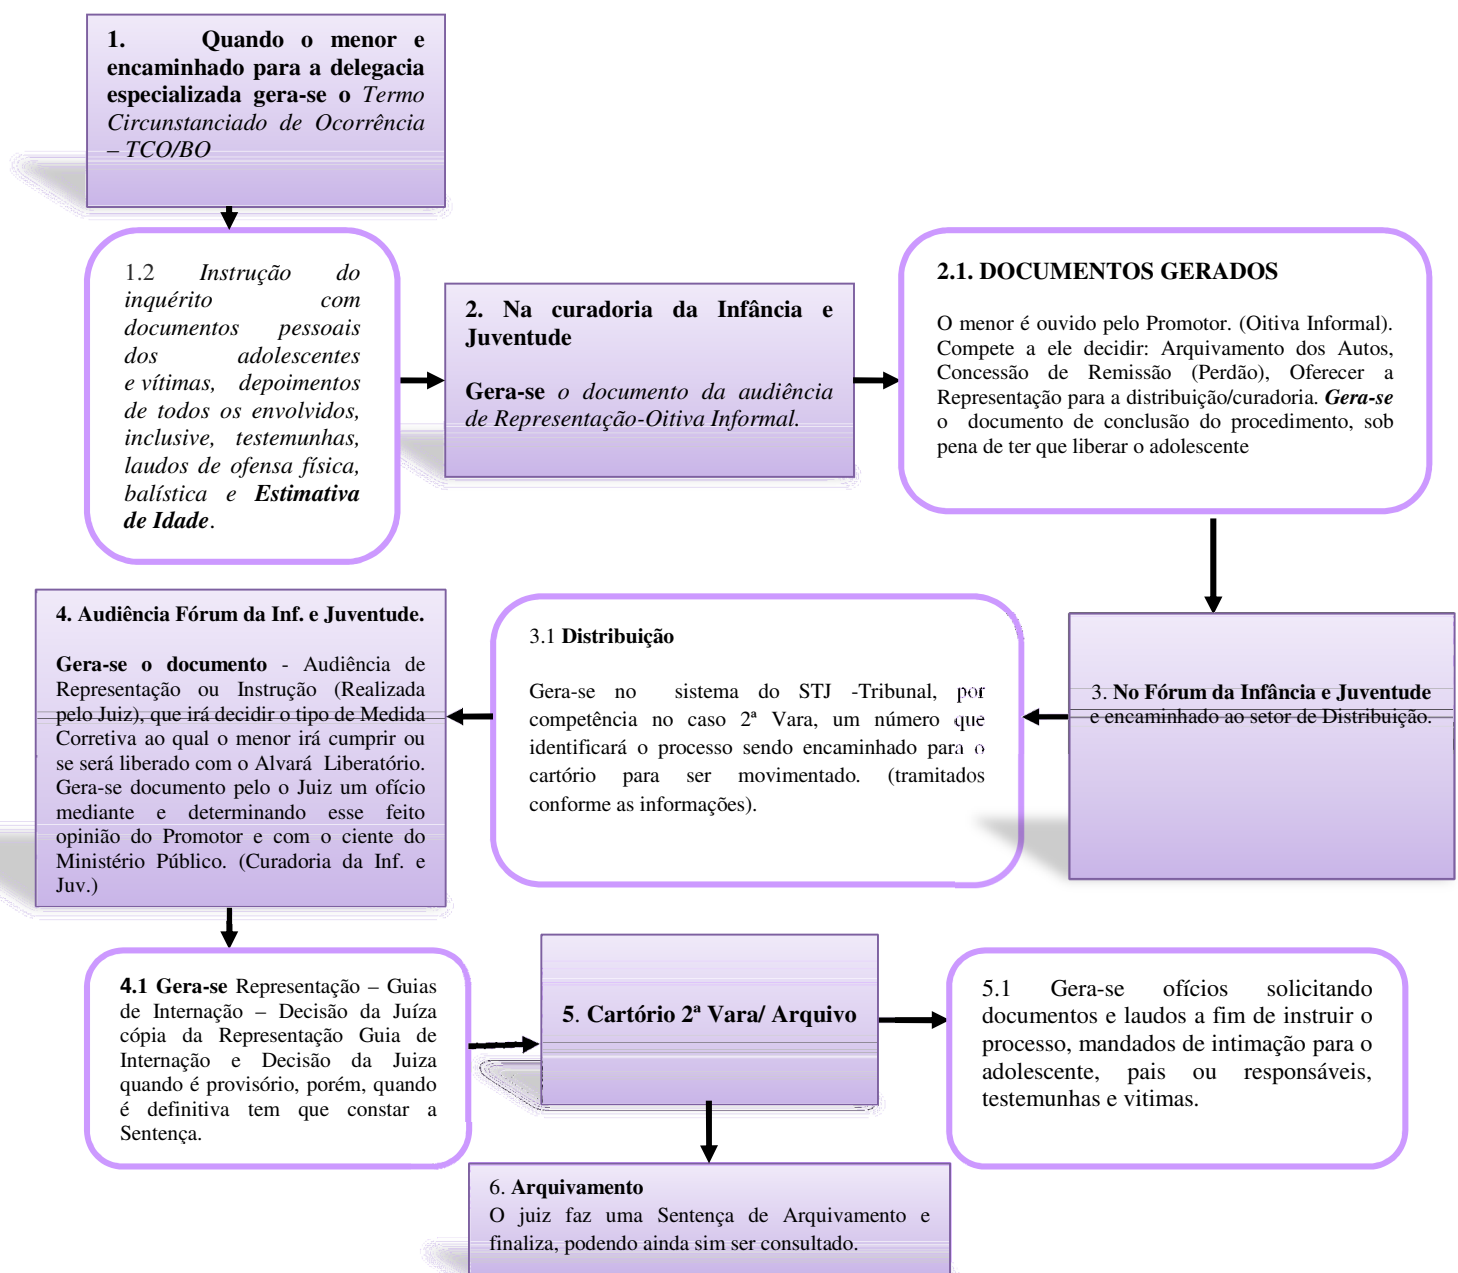 1. Quando o menor e
encaminhado para a delegacia
especializada gera-se o Termo
Circunstanciado de Ocorrência
– TCO/BO
1.2 Instrução do
inquérito com
documentos pessoais
dos adolescentes
e vítimas, depoimentos
de todos os envolvidos,
inclusive, testemunhas,
laudos de ofensa física,
balística e Estimativa
de Idade.
2. Na curadoria da Infância e
Juventude
Gera-se o documento da audiência
de Representação-Oitiva Informal.
2.1. DOCUMENTOS GERADOS
O menor é ouvido pelo Promotor. (Oitiva Informal).
Compete a ele decidir: Arquivamento dos Autos,
Concessão de Remissão (Perdão), Oferecer a
Representação para a distribuição/curadoria. Gera-se
o documento de conclusão do procedimento, sob
pena de ter que liberar o adolescente
3. No Fórum da Infância e Juventude
e encaminhado ao setor de Distribuição.
3.1 Distribuição
Gera-se no sistema do STJ -Tribunal, por
competência no caso 2ª Vara, um número que
identificará o processo sendo encaminhado para o
cartório para ser movimentado. (tramitados
conforme as informações).
4. Audiência Fórum da Inf. e Juventude.
Gera-se o documento - Audiência de
Representação ou Instrução (Realizada
pelo Juiz), que irá decidir o tipo de Medida
Corretiva ao qual o menor irá cumprir ou
se será liberado com o Alvará Liberatório.
Gera-se documento pelo o Juiz um ofício
mediante e determinando esse feito
opinião do Promotor e com o ciente do
Ministério Público. (Curadoria da Inf. e
Juv.)
4.1 Gera-se Representação – Guias
de Internação – Decisão da Juíza
cópia da Representação Guia de
Internação e Decisão da Juiza
quando é provisório, porém, quando
é definitiva tem que constar a
Sentença.
5. Cartório 2ª Vara/ Arquivo
5.1 Gera-se ofícios solicitando
documentos e laudos a fim de instruir o
processo, mandados de intimação para o
adolescente, pais ou responsáveis,
testemunhas e vitimas.
6. Arquivamento
O juiz faz uma Sentença de Arquivamento e
finaliza, podendo ainda sim ser consultado.